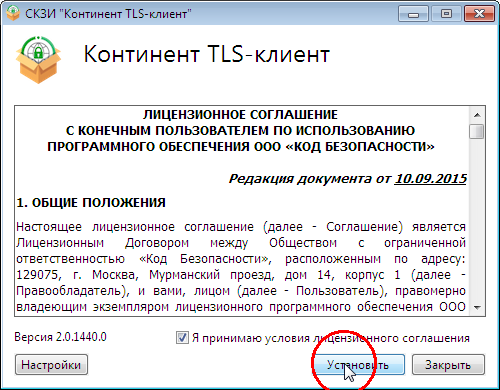 СКЗИ "Континент TLS-клиент"
Континент TLS-клиент
ЛИЦЕНЗИОННОЕ СОГЛАШЕНИЕ
С КОНЕЧНЫМ ПОЛЬЗОВАТЕЛЕМ ПО ИСПОЛЬЗОВАНИЮ
ПРОГРАММНОГО ОБЕСПЕЧЕНИЯ ООО «КОД БЕЗОПАСНОСТИ»
Редакция документа от 10.09.2015
1. ОБЩИЕ ПОЛОЖЕНИЯ
Настоящее лицензионное соглашение (далее - Соглашение) является
Лицензионным Договором между Обществом с ограниченной
ответственностью «Код Безопасности», расположенным по адресу:
129075, г. Москва, Мурманский проезд, дом 14, корпус 1 (далее -
Правообладатель), и вами, лицом (далее - Пользователь), правомерно
владеющим экземпляром лицензионного программного обеспечения ООО
Версия 2.0.1440.0
Я принимаю условия лицензионного соглашения
Настройки
Установить
Закрыть